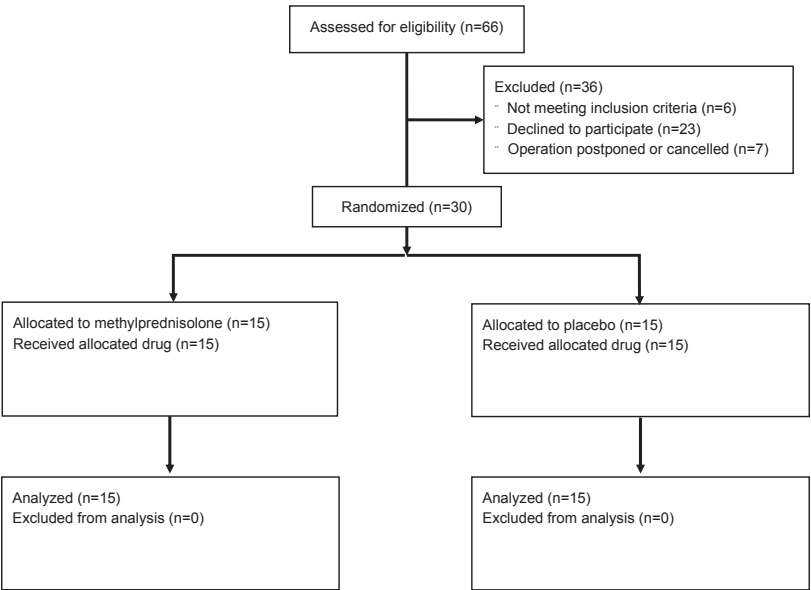 Assessed for eligibility (n=66)
Excluded (n=36)
¨ Not meeting inclusion criteria (n=6)
¨ Declined to participate (n=23)
¨ Operation postponed or cancelled (n=7)
Randomized (n=30)
Allocated to methylprednisolone (n=15)
Received allocated drug (n=15)
Allocated to placebo (n=15)
Received allocated drug (n=15)
Analyzed (n=15)
Excluded from analysis (n=0)
Analyzed (n=15)
Excluded from analysis (n=0)